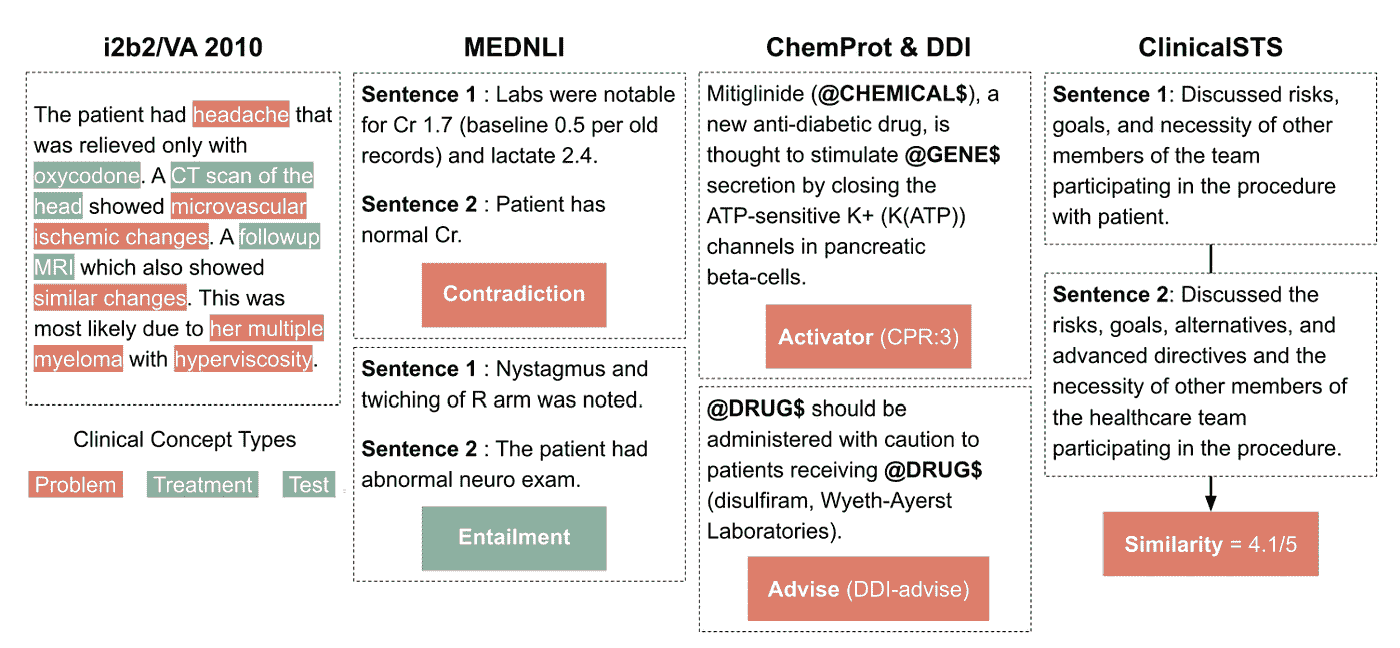 i2b2/VA 2010
The patient had headache that
was relieved only with
oxycodone. A CT scan of the
head showed microvascular
ischemic changes. A followup
MRI which also showed
similar changes. This was
most likely due to her multiple
myeloma with hyperviscosity.
Clinical Concept Types
Problem Treatment Test
MEDNLI
Sentence 1 : Labs were notable
for Cr 1.7 (baseline 0.5 per old
records) and lactate 2.4.
Sentence 2 : Patient has
normal Cr.
Contradiction
Sentence 1 : Nystagmus and
twiching of R arm was noted.
Sentence 2 : The patient had
abnormal neuro exam.
Entailment
ChemProt & DDI
Mitiglinide (@CHEMICAL$), a
new anti-diabetic drug, is
thought to stimulate @GENE$
secretion by closing the
ATP-sensitive K+ (K(ATP))
channels in pancreatic
beta-cells.
Activator (CPR:3)
@DRUG$ should be
administered with caution to
patients receiving @DRUG$
(disulfiram, Wyeth-Ayerst
Laboratories).
Advise (DDI-advise)
ClinicalSTS
Sentence 1: Discussed risks,
goals, and necessity of other
members of the team
participating in the procedure
with patient.
Sentence 2: Discussed the
risks, goals, alternatives, and
advanced directives and the
necessity of other members of
the healthcare team
participating in the procedure.
Similarity = 4.1/5